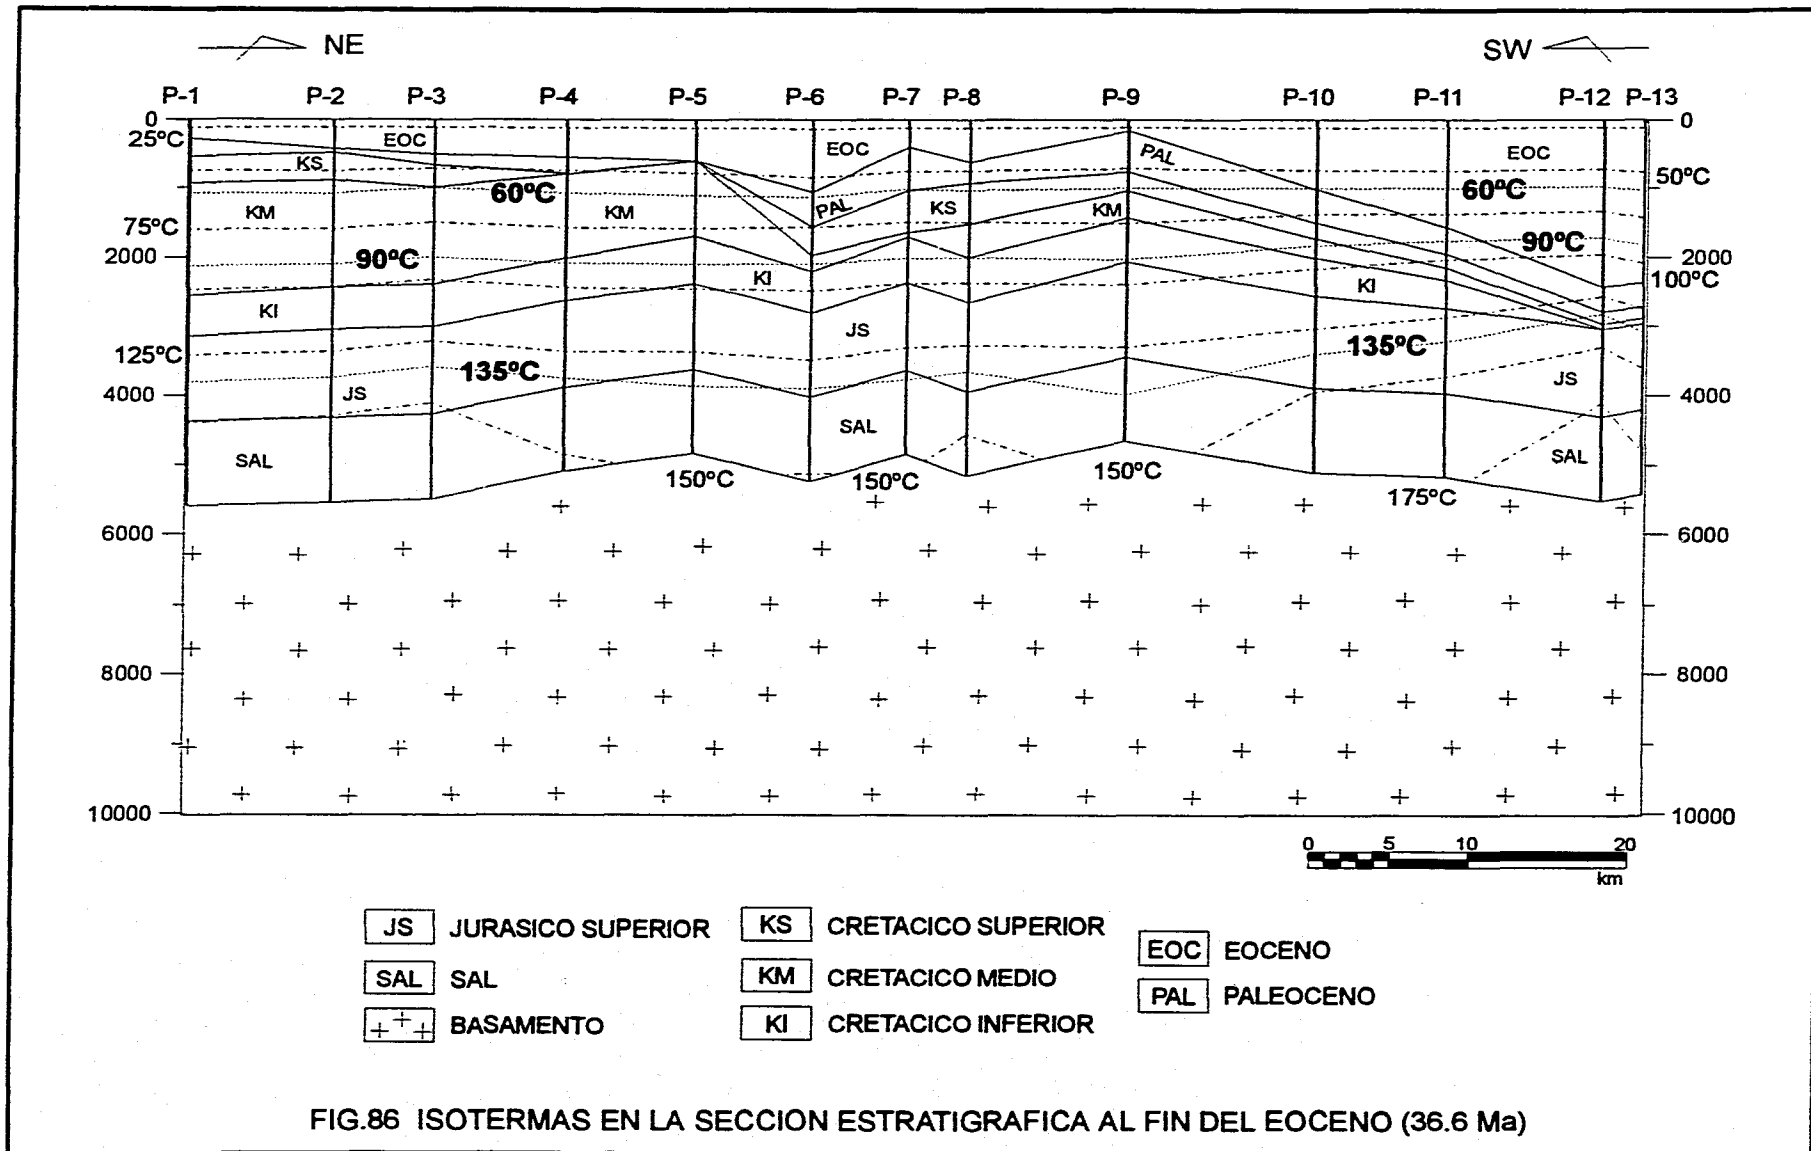 NE SW
P-1 P-2 P-3 P-4 P-5 P-6 P-7 P-8 P-9 P-10 P-11 P-12 P-13
0 0
25ºC EOC EOC PAL EOC
KS 50ºC
60ºC 60ºC
KM KM PAL KS KM
75ºC
90ºC 90ºC
2000 2000
KI KI 100ºC
KI JS
125ºC 135ºC
135ºC JS
4000 JS 4000
SAL SAL SAL
150ºC 150ºC 150ºC 175ºC
6000 6000
8000 8000
10000 10000
0 5 10 20
km
JS JURASICO SUPERIOR KS CRETACICO SUPERIOR EOC EOCENO
SAL SAL KM CRETACICO MEDIO PAL PALEOCENO
BASAMENTO KI CRETACICO INFERIOR
FIG.86 ISOTERMAS EN LA SECCION ESTRATIGRAFICA AL FIN DEL EOCENO (36.6 Ma)